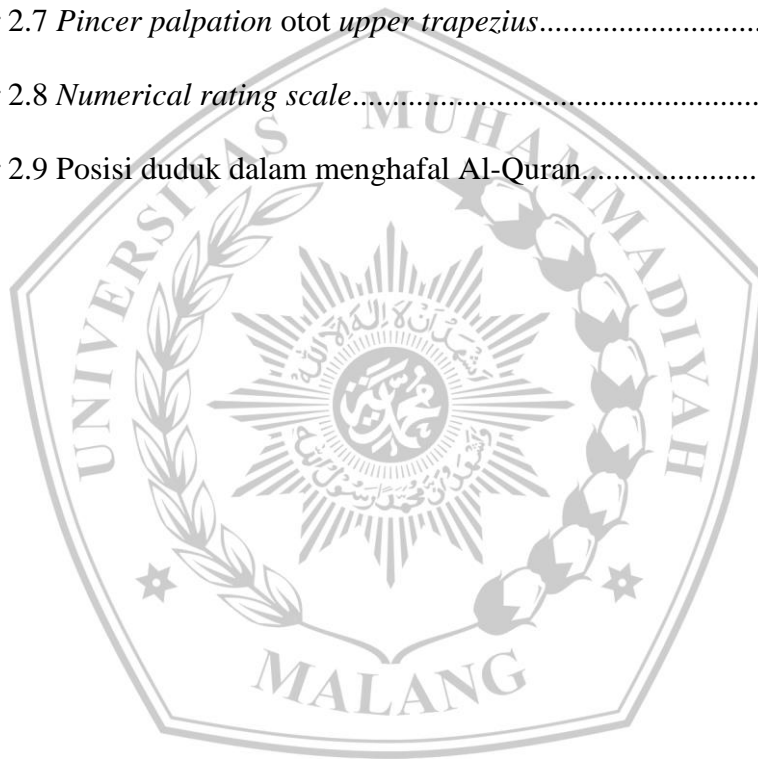 2.7 Pincer palpation otot upper trapezius............................
2.8 Numerical rating scale..................................................
2.9 Posisi duduk dalam menghafal Al-Quran.....................
UNIVERSITAS MUHAMMADIYAH
MALANG